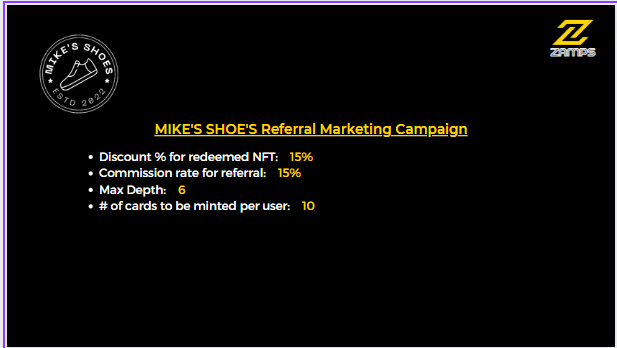 MIKE'S SHOES
ESTD 2022
ZAMPS
MIKE'S SHOE'S Referral Marketing Campaign
• Discount % for redeemed NFT: 15%
• Commission rate for referral: 15%
• Max Depth: 6
• # of cards to be minted per user: 10